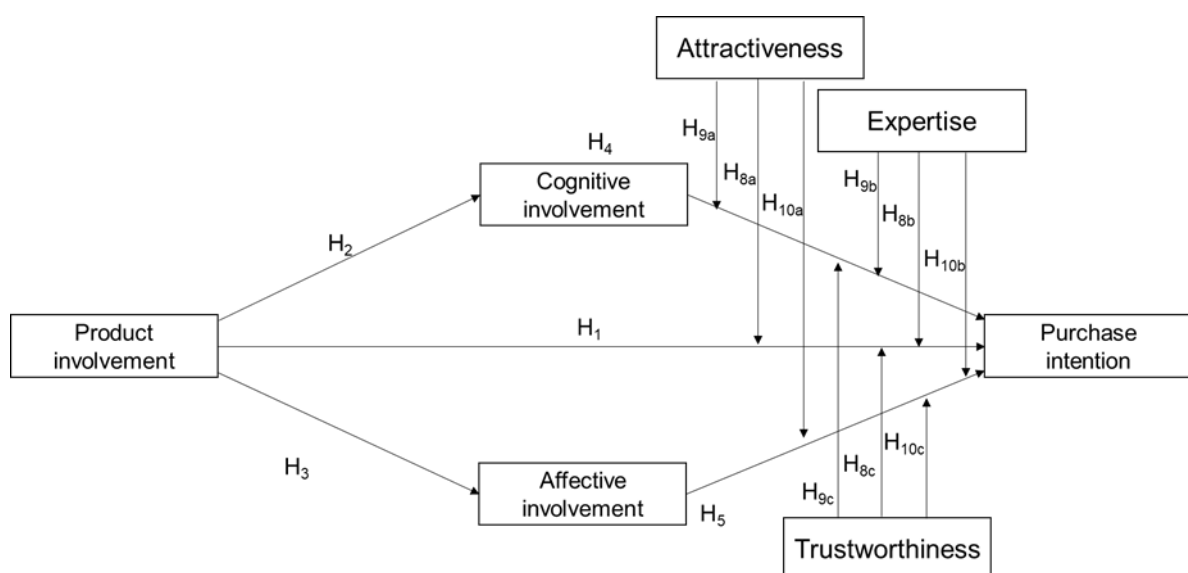 Attractiveness
Expertise
H9a
H4
H8a
H9b
Cognitive
involvement
H10a
H8b
H2
H10b
Product
involvement
H1
Purchase
intention
H3
H10c
H8c
Affective
involvement
H9c
H5
Trustworthiness